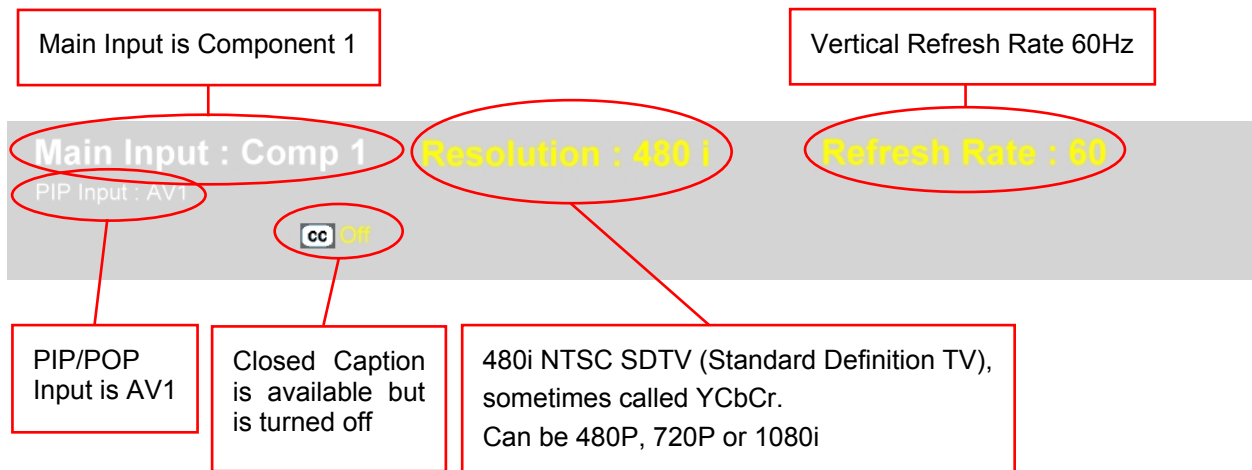 Main Input is Component 1
Vertical Refresh Rate 60Hz
Main Input : Comp 1 Resolution : 480 i Refresh Rate : 60
PIP Input : AV1
cc Off
PIP/POP
Input is AV1
Closed Caption
is available but
is turned off
480i NTSC SDTV (Standard Definition TV),
sometimes called YCbCr.
Can be 480P, 720P or 1080i